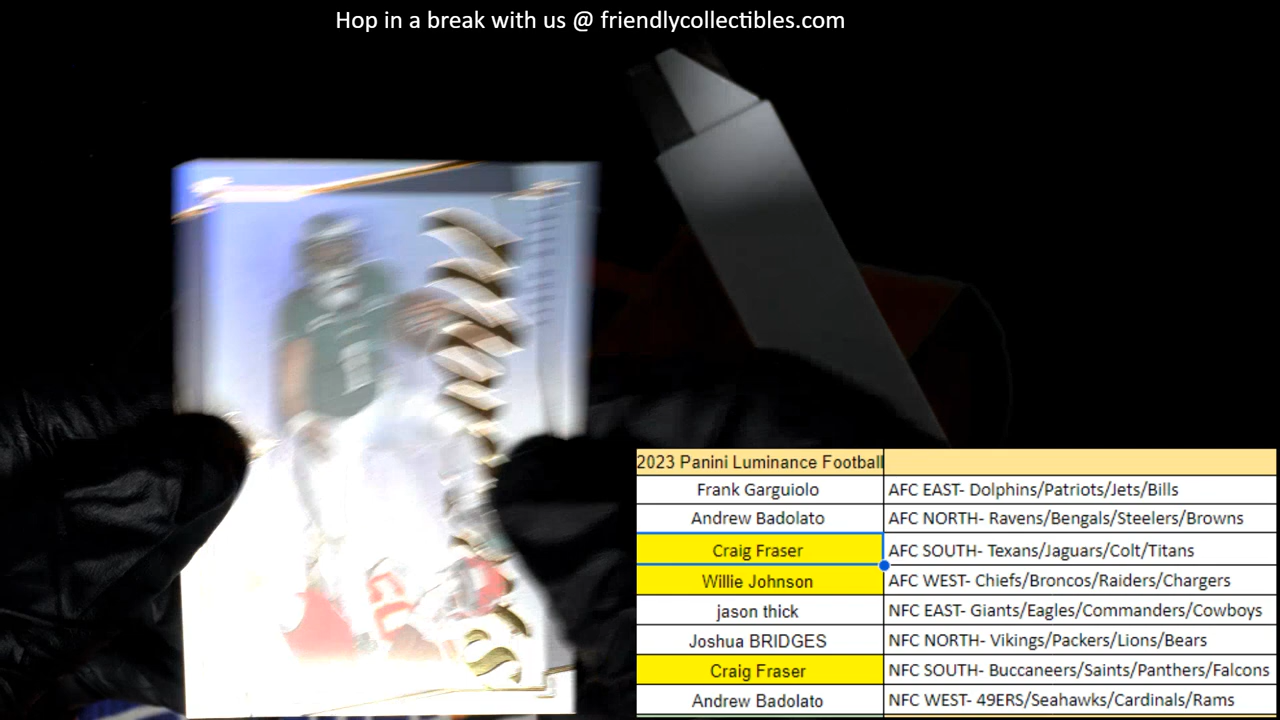 Hop in a break with us @ friendlycollectibles.com
2023 Panini Luminance Football
Frank Garguiolo AFC EAST- Dolphins/Patriots/Jets/Bills
Andrew Badolato AFC NORTH- Ravens/Bengals/Steelers/Browns
Craig Fraser AFC SOUTH- Texans/Jaguars/Colt/Titans
Willie Johnson AFC WEST- Chiefs/Broncos/Raiders/Chargers
jason thick NFC EAST- Giants/Eagles/Commanders/Cowboys
Joshua BRIDGES NFC NORTH- Vikings/Packers/Lions/Bears
Craig Fraser NFC SOUTH- Buccaneers/Saints/Panthers/Falcons
Andrew Badolato NFC WEST- 49ERS/Seahawks/Cardinals/Rams